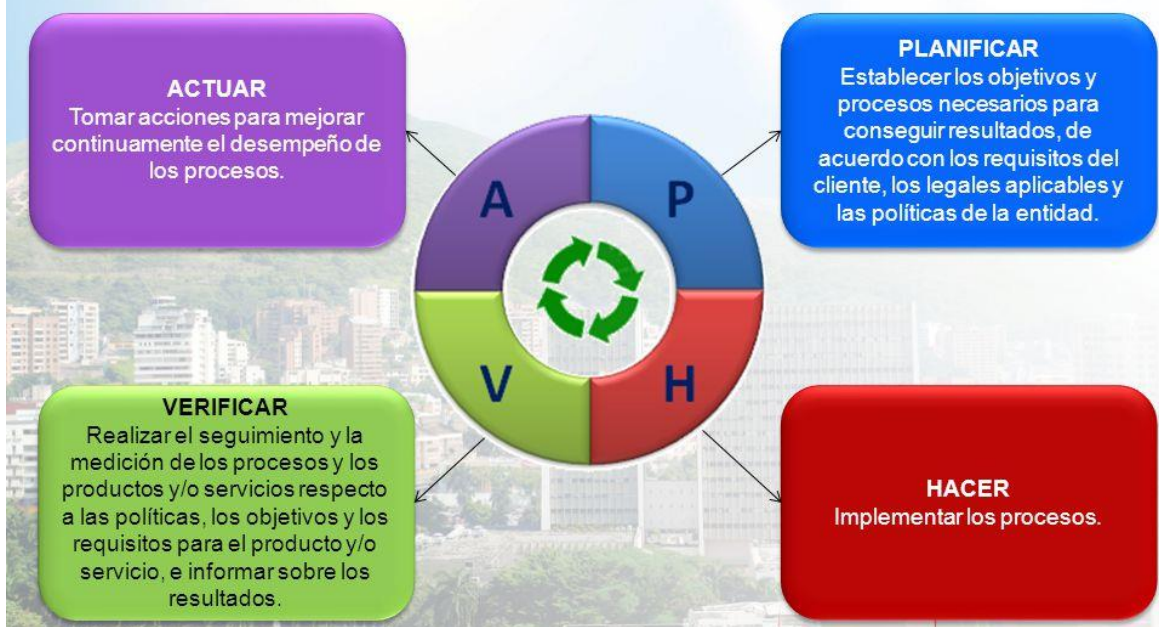 ACTUAR
Tomar acciones para mejorar
continuamente el desempeño de
los procesos.
PLANIFICAR
Establecer los objetivos y
procesos necesarios para
conseguir resultados, de
acuerdo con los requisitos del
cliente, los legales aplicables y
las políticas de la entidad.
A
P
V
H
VERIFICAR
Realizar el seguimiento y la
medición de los procesos y los
productos y/o servicios respecto
a las políticas, los objetivos y los
requisitos para el producto y/o
servicio, e informar sobre los
resultados.
HACER
Implementar los procesos.